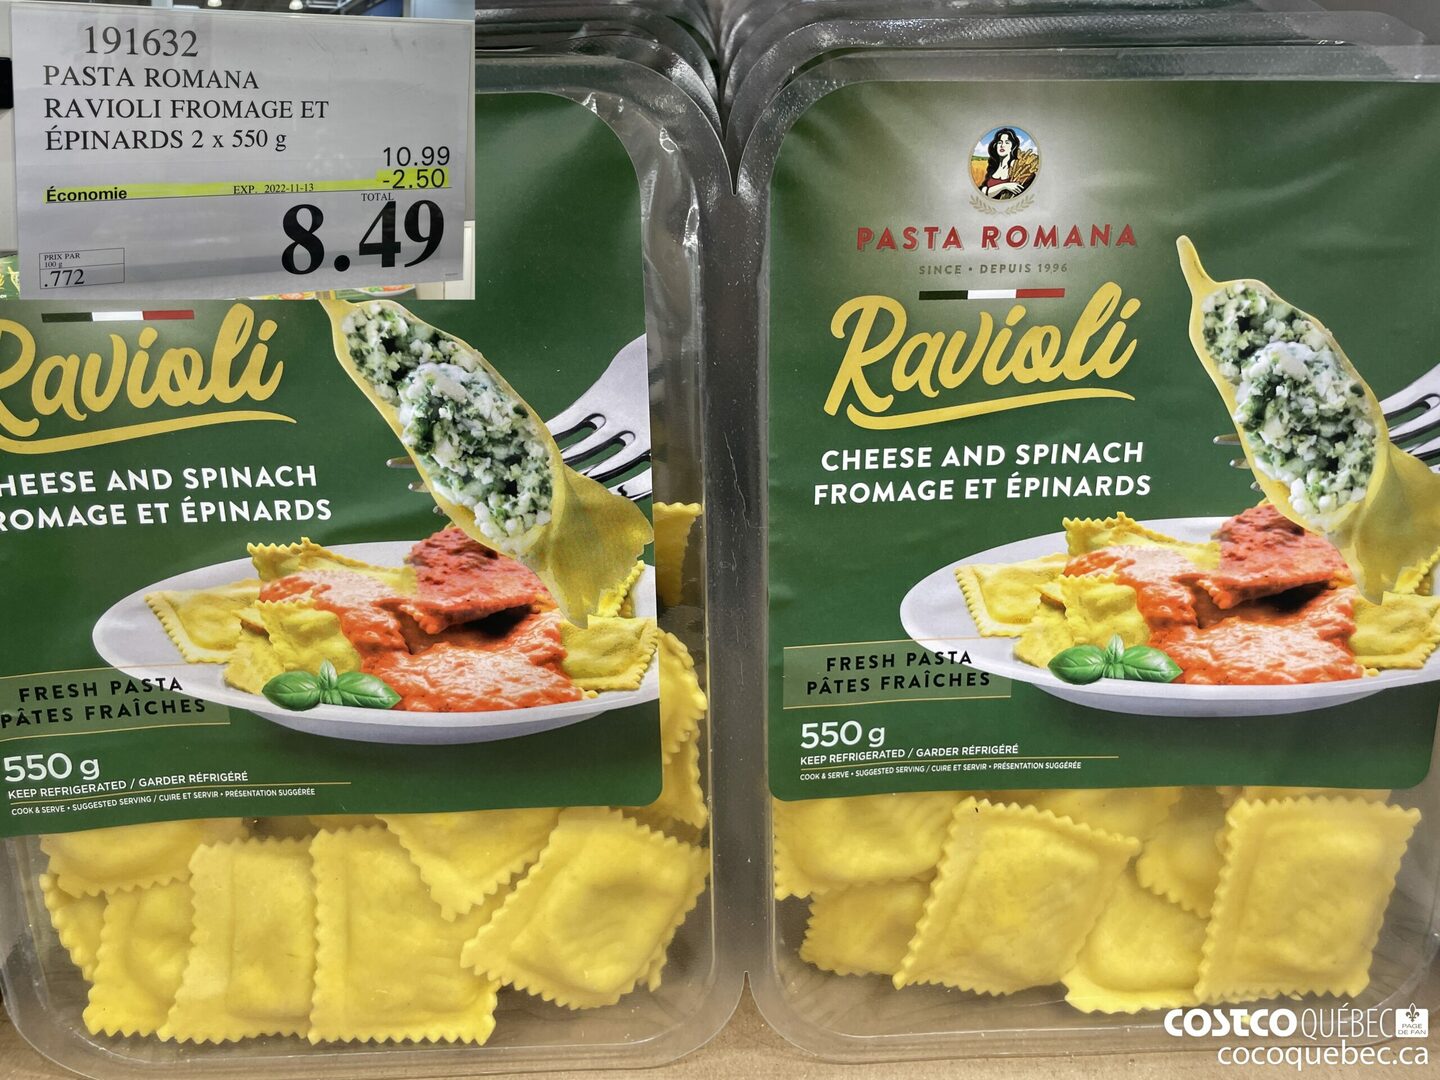 191632
PASTA ROMANA
RAVIOLI FROMAGE ET
ÉPINARDS 2 x 550 g
10.99
Économie EXP. 2022-11-13 -2.50
TOTAL
8.49
PRIX PAR
100 g
.772
Ravioli
HEESE AND SPINACH
ROMAGE ET ÉPINARDS
FRESH PASTA
PÂTES FRAÎCHES
550 g
KEEP REFRIGERATED / GARDER RÉFRIGÉRÉ
COOK & SERVE • SUGGESTED SERVING / CUIRE ET SERVIR • PRÉSENTATION SUGGÉRÉE
PASTA ROMANA
SINCE • DEPUIS 1996
Ravioli
CHEESE AND SPINACH
FROMAGE ET ÉPINARDS
FRESH PASTA
PÂTES FRAÎCHES
550 g
KEEP REFRIGERATED / GARDER RÉFRIGÉRÉ
COOK & SERVE • SUGGESTED SERVING / CUIRE ET SERVIR • PRÉSENTATION SUGGÉRÉE
COSTCO QUÉBEC PAGE DE FAN
cocoquebec.ca